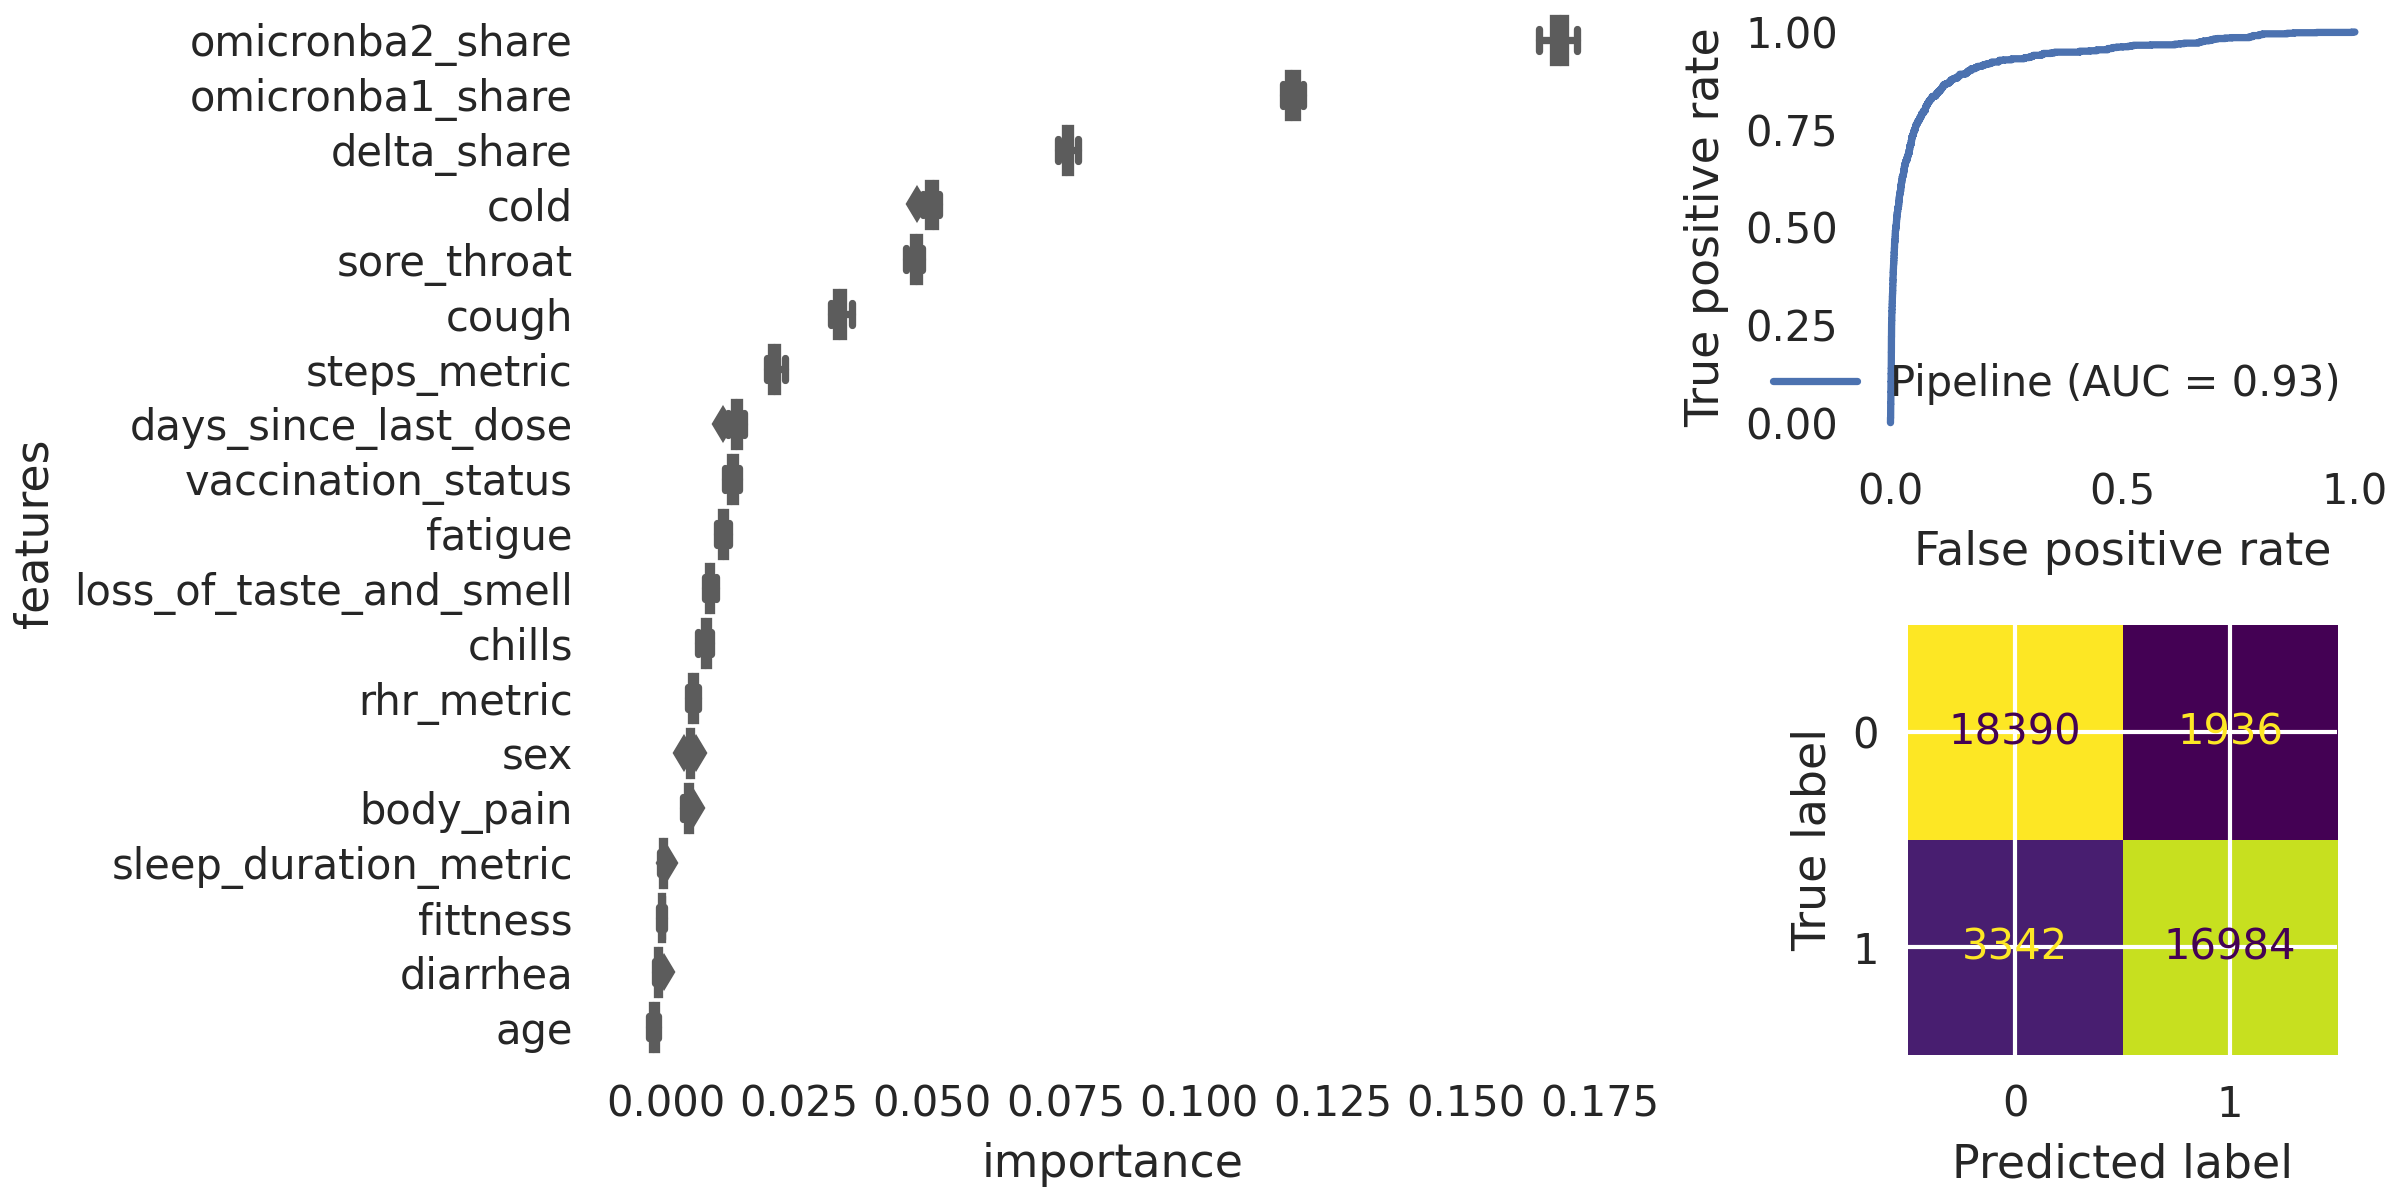 features
omicronba2_share
omicronba1_share
delta_share
cold
sore_throat
cough
steps_metric
days_since_last_dose
vaccination_status
fatigue
loss_of_taste_and_smell
chills
rhr_metric
sex
body_pain
sleep_duration_metric
fittness
diarrhea
age
0.000 0.025 0.050 0.075 0.100 0.125 0.150 0.175
importance
True positive rate
1.00
0.75
0.50
0.25
0.00
Pipeline (AUC = 0.93)
0.0 0.5 1.0
False positive rate
True label
0
1
18390 1936
3342 16984
0 1
Predicted label